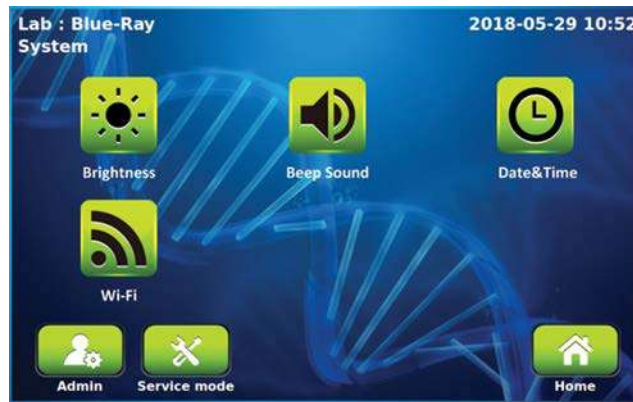 Lab : Blue-Ray
2018-05-29 10:52
System
Brightness
Beep Sound
Date&Time
Wi-Fi
Admin
Service mode
Home